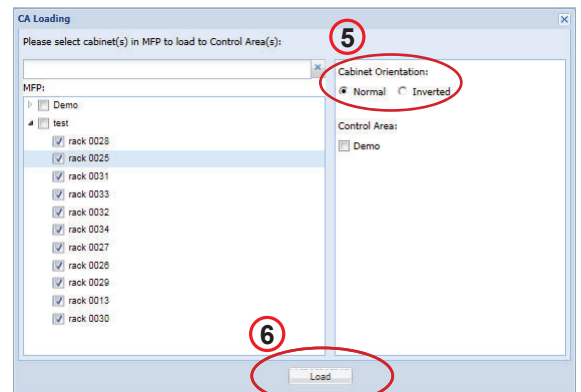 CA Loading
Please select cabinet(s) in MFP to load to Control Area(s):
5
Cabinet Orientation:
Normal Inverted
MFP:
Demo
test
rack 0028
rack 0025
rack 0031
rack 0033
rack 0032
rack 0034
rack 0027
rack 0026
rack 0029
rack 0013
rack 0030
Control Area:
Demo
6
Load